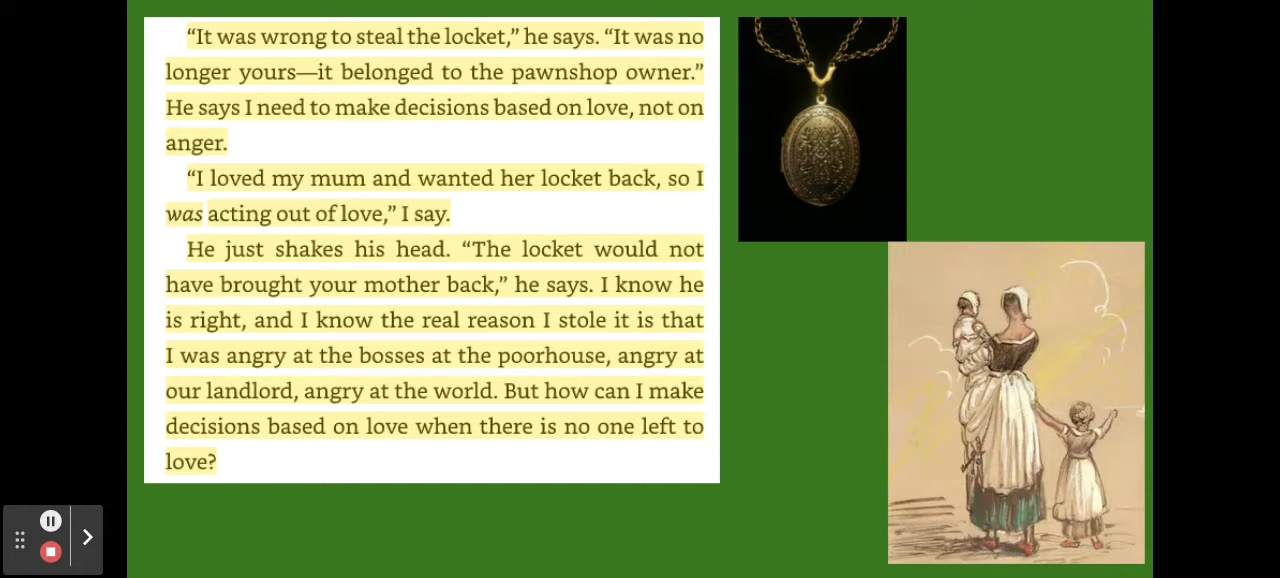 “It was wrong to steal the locket,” he says. “It was no
longer yours—it belonged to the pawnshop owner.”
He says I need to make decisions based on love, not on
anger.
“I loved my mum and wanted her locket back, so I
was acting out of love,” I say.
He just shakes his head. “The locket would not
have brought your mother back,” he says. I know he
is right, and I know the real reason I stole it is that
I was angry at the bosses at the poorhouse, angry at
our landlord, angry at the world. But how can I make
decisions based on love when there is no one left to
love?